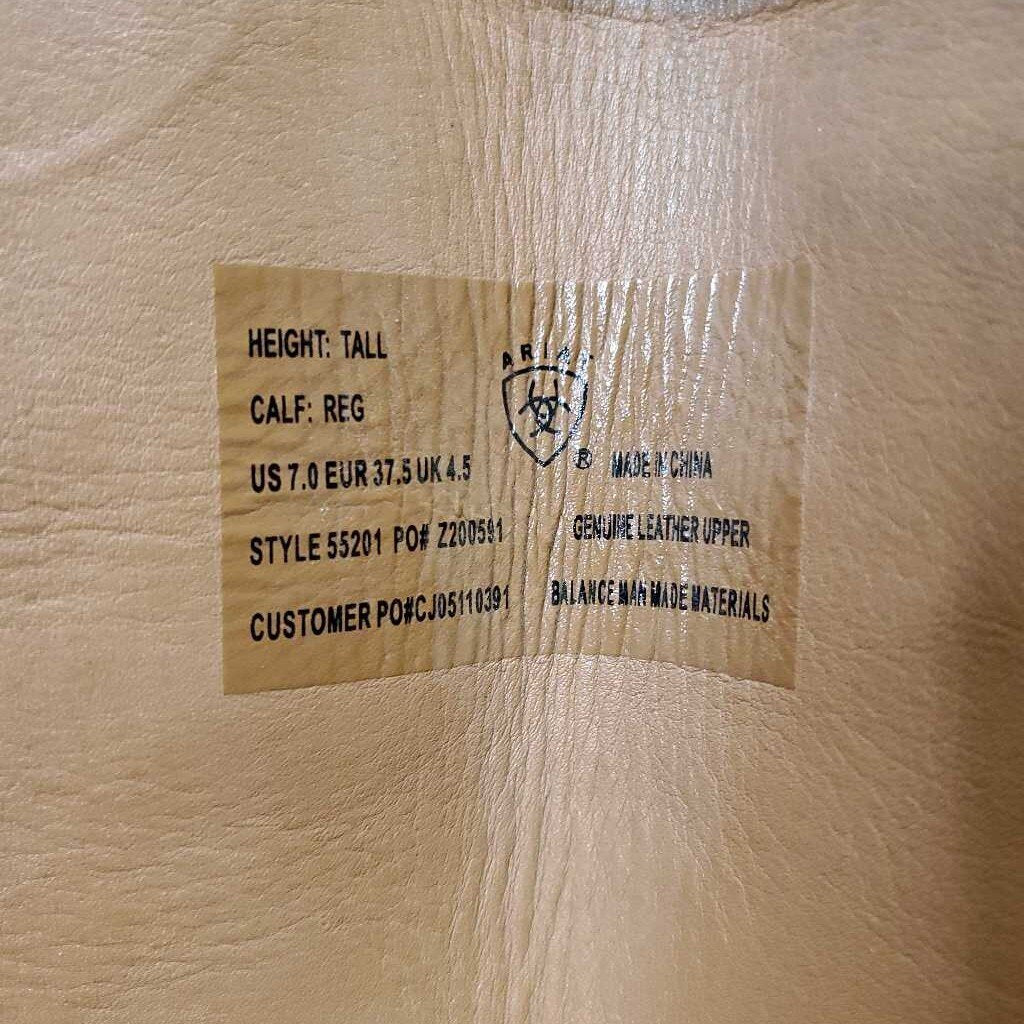 HEIGHT: TALL
ARIAT
CALF: REG
®
US 7.0 EUR 37.5 UK 4.5
MADE IN CHINA
STYLE 55201 PO# Z200591
GENUINE LEATHER UPPER
CUSTOMER PO#CJ05110391
BALANCE MAN MADE MATERIALS